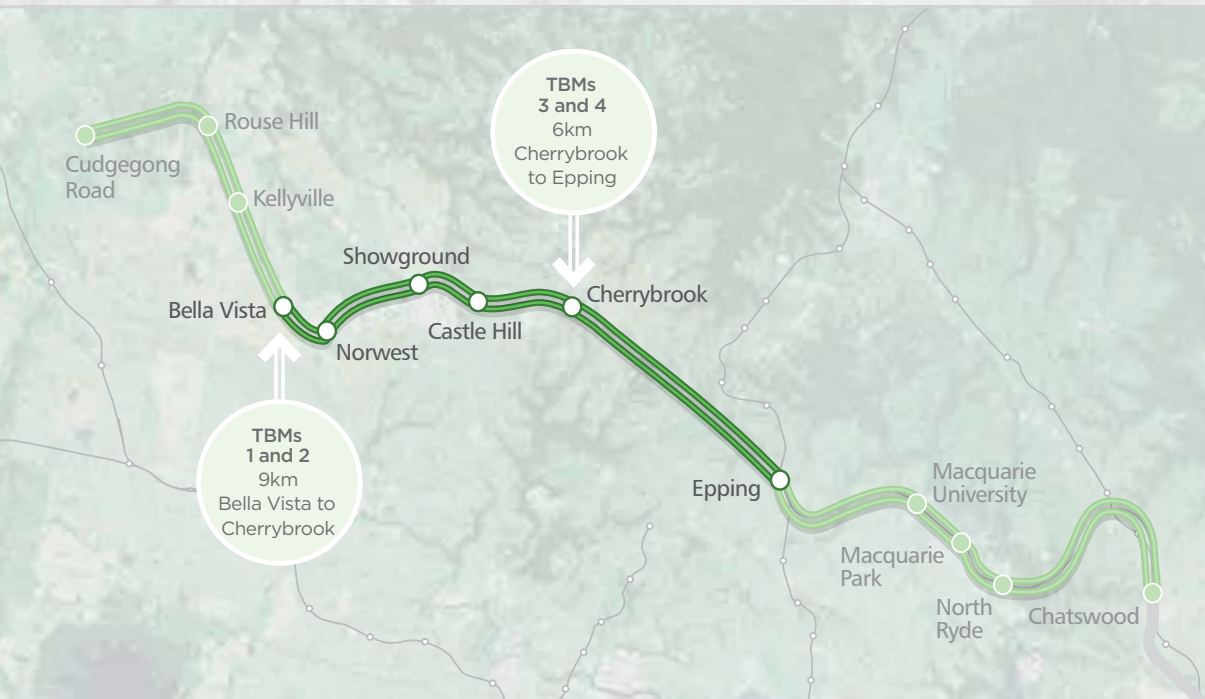 TBMs
3 and 4
6km
Cherrybrook
to Epping
Rouse Hill
Cudgegong
Road
Kellyville
Showground
Bella Vista
Cherrybrook
Castle Hill
Norwest
TBMs
1 and 2
9km
Bella Vista to
Cherrybrook
Epping
Macquarie
University
Macquarie
Park
North
Ryde
Chatswood